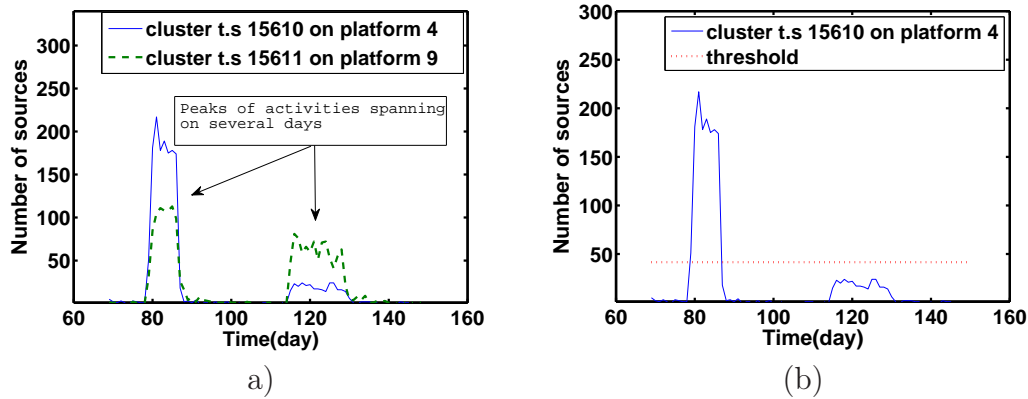 300
250
200
150
100
50
60
80
100
120
140
160
Number of sources
Time(day)
cluster t.s 15610 on platform 4
cluster t.s 15611 on platform 9
Peaks of activities spanning
on several days
a)
300
250
200
150
100
50
60
80
100
120
140
160
Number of sources
Time(day)
cluster t.s 15610 on platform 4
threshold
(b)